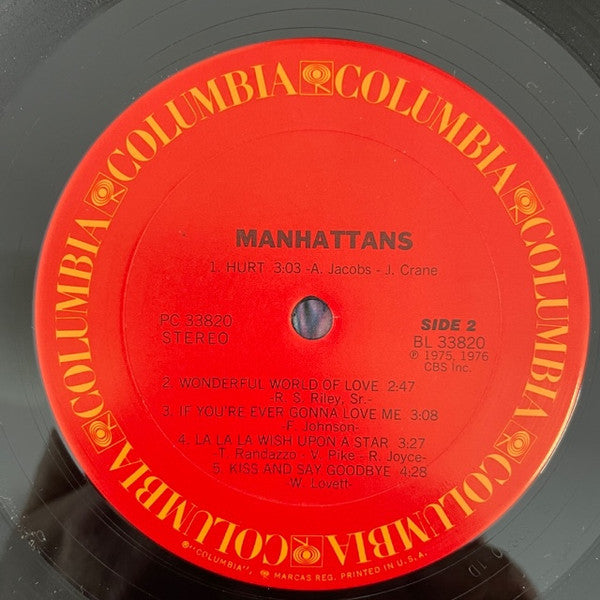 COLUMBIA COLUMBIA COLUMBIA COLUMBIA COLUMBIA COLUMBIA
MANHATTANS
1. HURT 3:03 -A. Jacobs - J. Crane
PC 33820
STEREO
SIDE 2
BL 33820
Ⓟ 1975, 1976
CBS Inc.
2. WONDERFUL WORLD OF LOVE 2:47
-R. S. Riley, Sr.-
3. IF YOU'RE EVER GONNA LOVE ME 3:08
-F. Johnson-
4. LA LA LA WISH UPON A STAR 3:27
T. Randazzo - V. Pike - R. Joyce-
5. KISS AND SAY GOODBYE 4:28
W. Lovett-
®"COLUMBIA", MARCAS REG. PRINTED IN U.S.A.